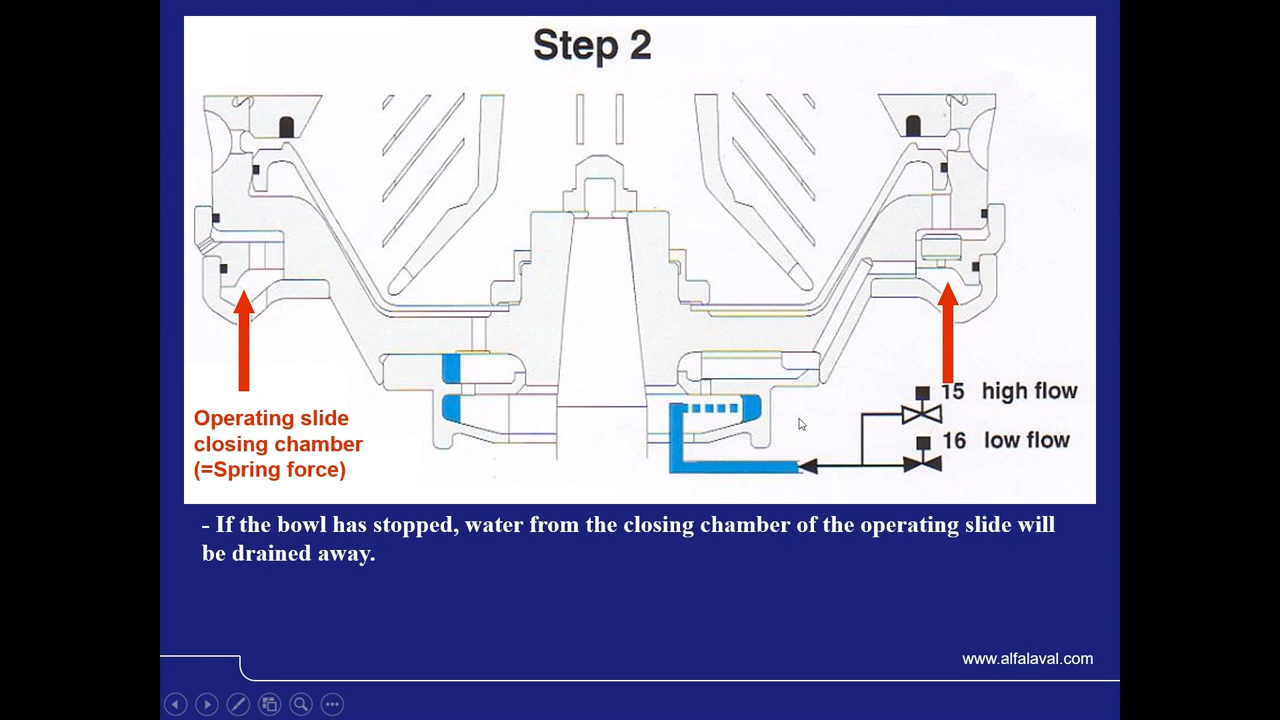 Step 2
15 high flow
16 low flow
Operating slide
closing chamber
(=Spring force)
- If the bowl has stopped, water from the closing chamber of the operating slide will
be drained away.
www.alfalaval.com